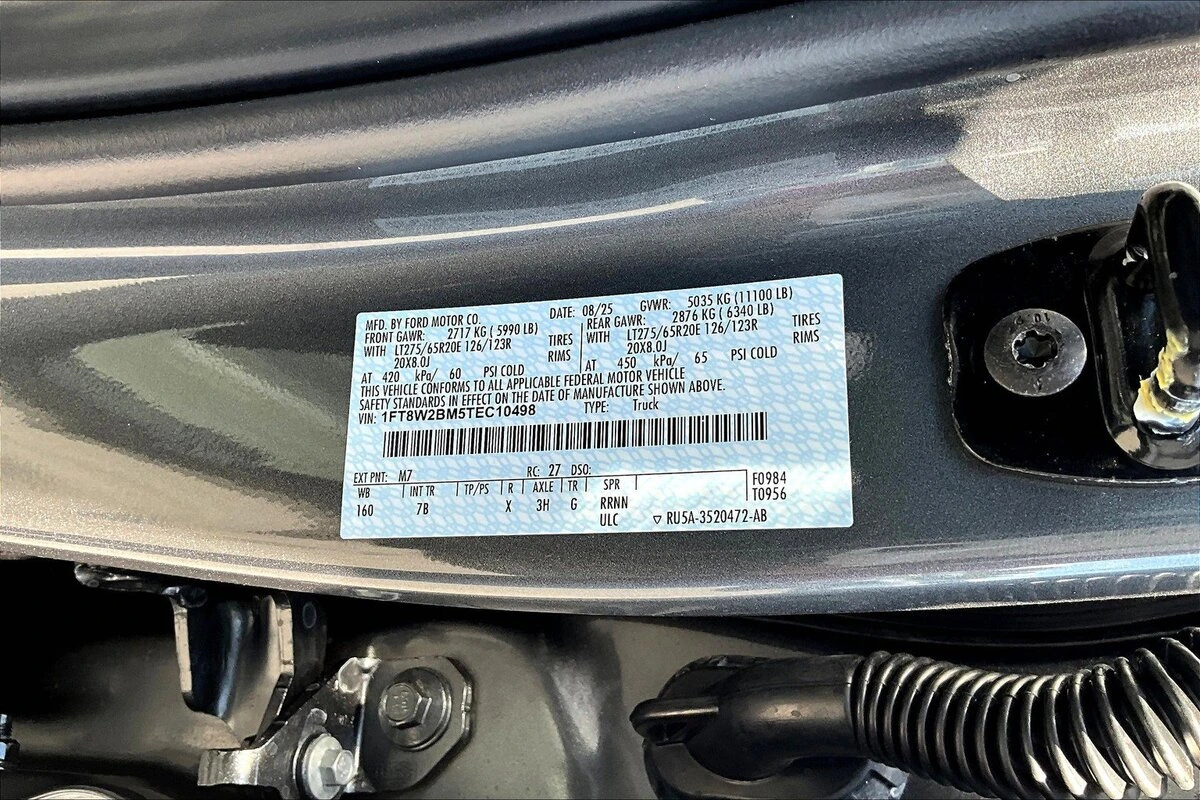 MFD. BY FORD MOTOR CO. DATE: 08/25 GVWR: 5035 KG (11100 LB)
FRONT GAWR: 2717 KG ( 5990 LB) REAR GAWR: 2876 KG ( 6340 LB)
WITH LT275/65R20E 126/123R TIRES WITH LT275/65R20E 126/123R TIRES
20X8.0J RIMS 20X8.0J RIMS
AT 420 kPa/ 60 PSI COLD AT 450 kPa/ 65 PSI COLD
THIS VEHICLE CONFORMS TO ALL APPLICABLE FEDERAL MOTOR VEHICLE
SAFETY STANDARDS IN EFFECT ON THE DATE OF MANUFACTURE SHOWN ABOVE.
VIN: 1FT8W2BM5TEC10498 TYPE: Truck
EXT PNT: M7 RC: 27 DSO:
WB INT TR TP/PS R AXLE TR SPR F0984
160 7B X 3H G RRNN T0956
ULC RU5A-3520472-AB